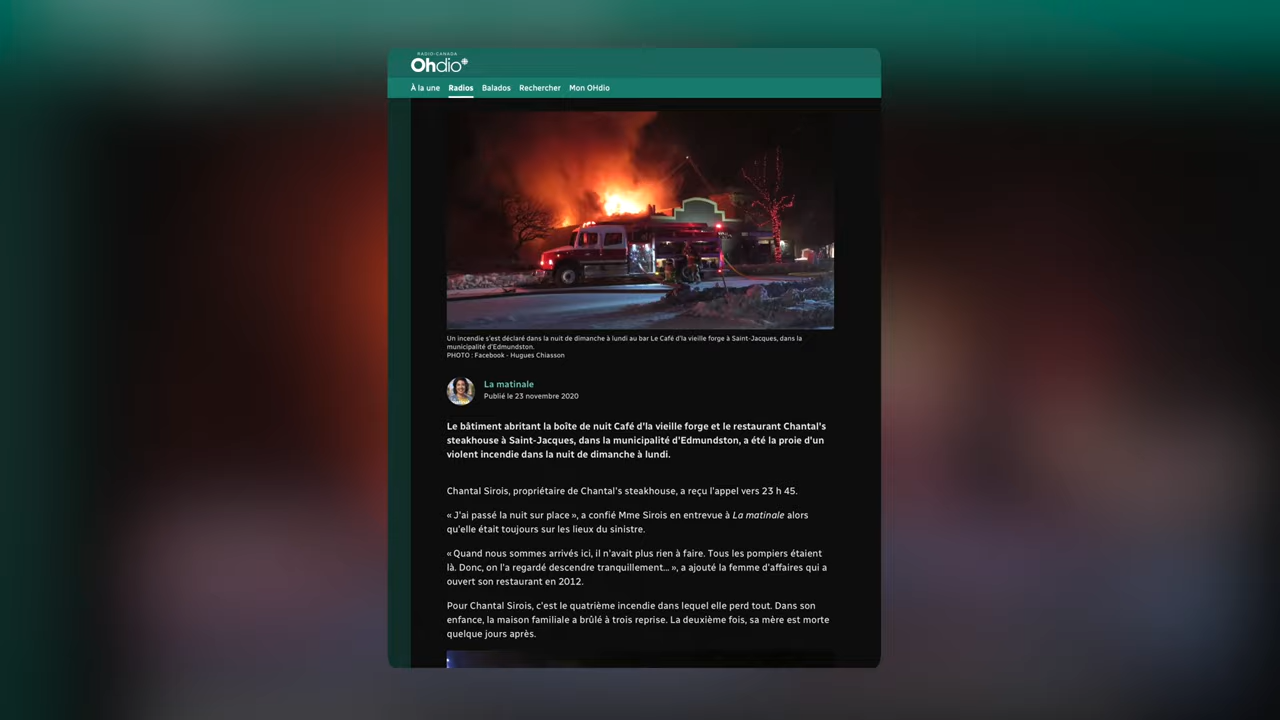 RADIO-CANADA
OHdio
À la une Radios Balados Rechercher Mon OHdio
Un incendie s'est déclaré dans la nuit de dimanche à lundi au bar Le Café d'la vieille forge à Saint-Jacques, dans la
municipalité d'Edmundston.
PHOTO : Facebook - Hugues Chiasson
La matinale
Publié le 23 novembre 2020
Le bâtiment abritant la boîte de nuit Café d'la vieille forge et le restaurant Chantal's
steakhouse à Saint-Jacques, dans la municipalité d'Edmundston, a été la proie d'un
violent incendie dans la nuit de dimanche à lundi.
Chantal Sirois, propriétaire de Chantal's steakhouse, a reçu l'appel vers 23 h 45.
« J'ai passé la nuit sur place », a confié Mme Sirois en entrevue à La matinale alors
qu'elle était toujours sur les lieux du sinistre.
« Quand nous sommes arrivés ici, il n'avait plus rien à faire. Tous les pompiers étaient
là. Donc, on l'a regardé descendre tranquillement... », a ajouté la femme d'affaires qui a
ouvert son restaurant en 2012.
Pour Chantal Sirois, c'est le quatrième incendie dans lequel elle perd tout. Dans son
enfance, la maison familiale a brûlé à trois reprise. La deuxième fois, sa mère est morte
quelque jours après.